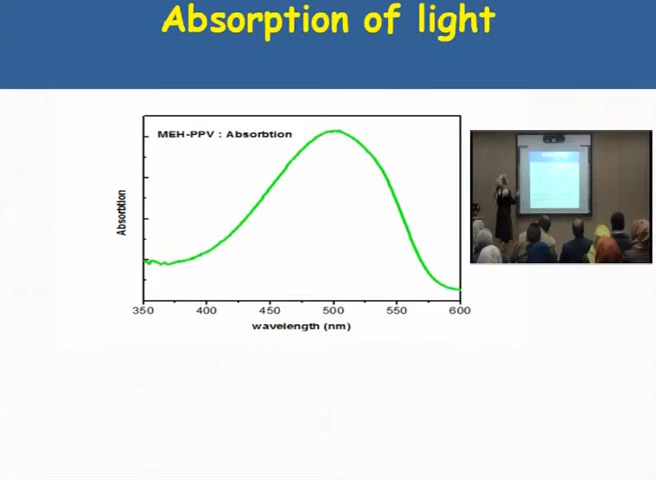 Absorption of light
MEH-PPV : Absorbtion
Absorbtion
350 400 450 500 550 600
wavelength (nm)